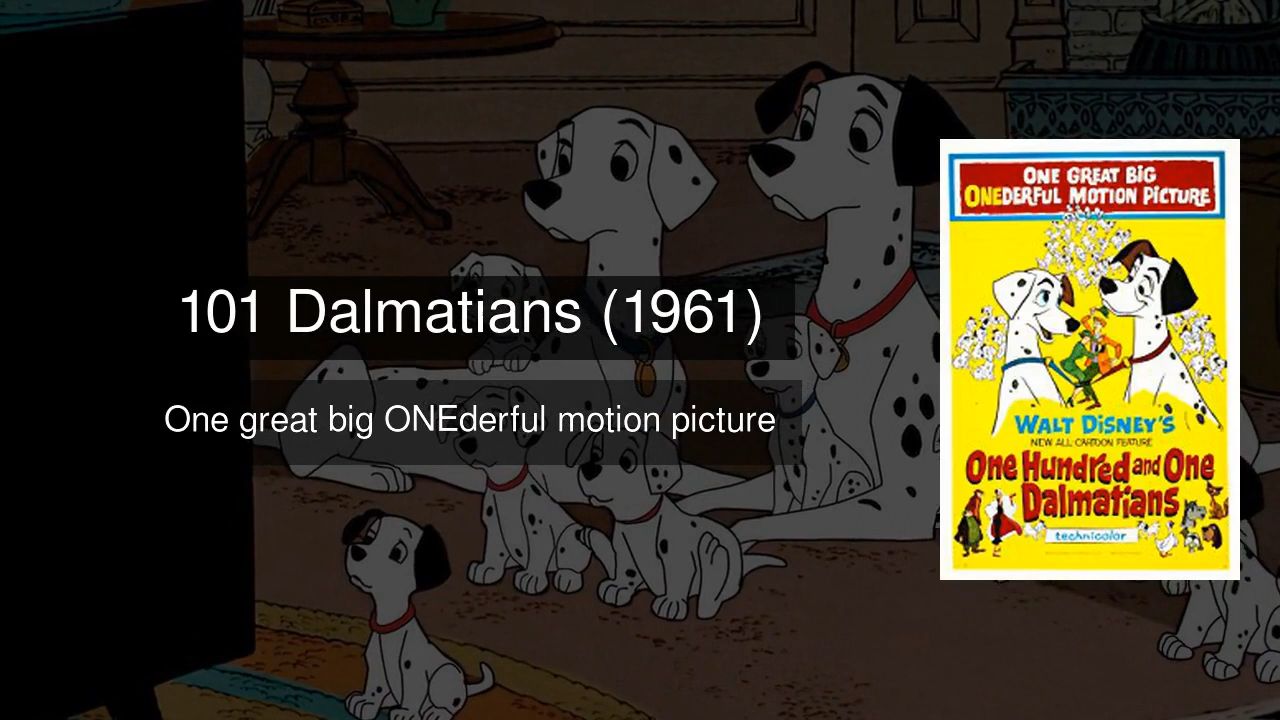 101 Dalmatians (1961)
One great big ONEderful motion picture
ONE GREAT BIG
ONEDERFUL MOTION PICTURE
WALT DISNEY'S
NEW ALL-CARTOON FEATURE
One Hundred and One
Dalmatians
technicolor